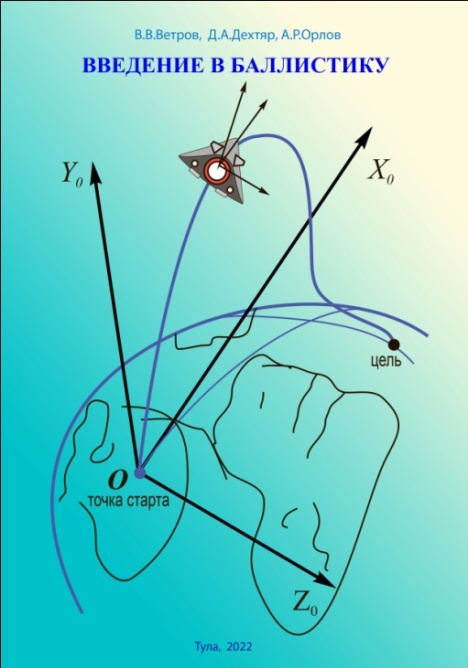 В.В.Ветров, Д.А.Дехтяр, А.Р.Орлов
ВВЕДЕНИЕ В БАЛЛИСТИКУ
Y₀
X₀
цель
O
точка старта
Z₀
Тула, 2022